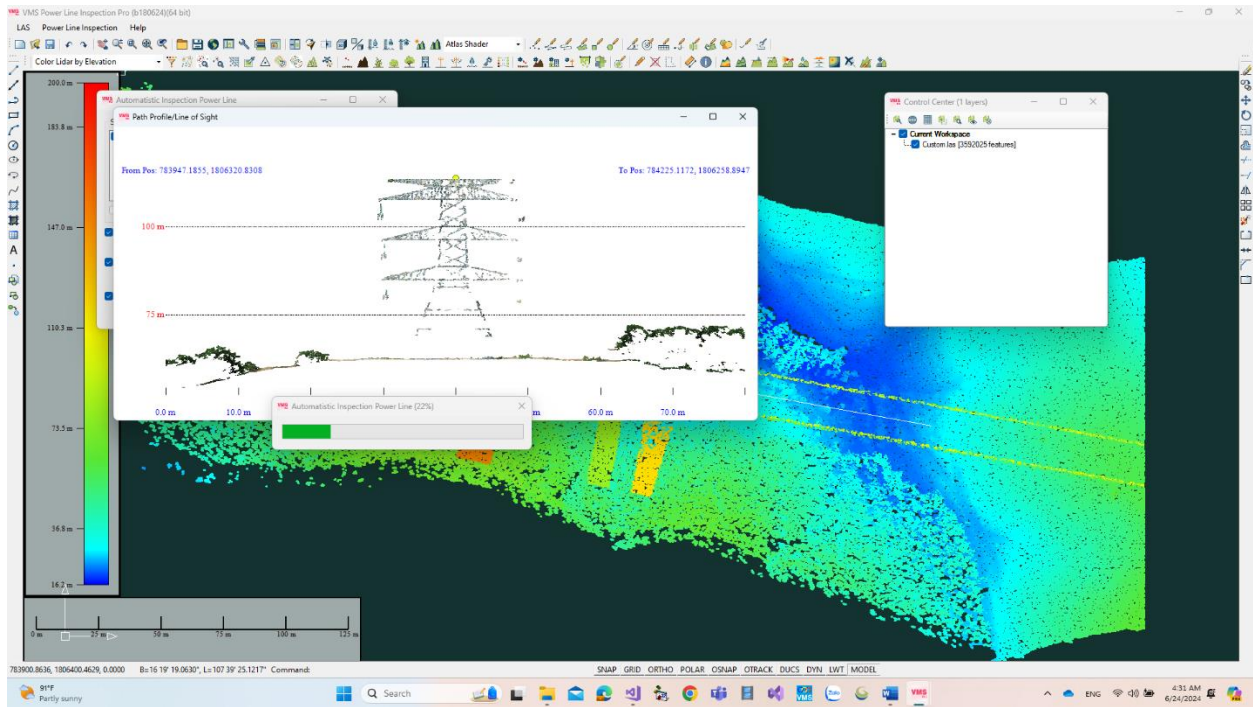 VMS Power Line Inspection Pro (b180624)(64 bit)
LAS Power Line Inspection Help
Atlas Shader
Color Lidar by Elevation
200.0 m
183.8 m
147.0 m
110.3 m
73.5 m
36.8 m
16.2 m
Automatistic Inspection Power Line
Path Profile/Line of Sight
From Pos: 783947.1855, 1806320.8308
To Pos: 784225.1172, 1806258.8947
100 m
75 m
0.0 m 10.0 m m 60.0 m 70.0 m
Automatistic Inspection Power Line (22%)
Control Center (1 layers)
Current Workspace
Custom.las [3592025 features]
A
0 m 25 m 50 m 75 m 100 m 125 m
783900.8636, 1806400.4629, 0.0000 B=16 19' 19.0630", L=107 39' 25.1217" Command:
SNAP GRID ORTHO POLAR OSNAP OTRACK DUCS DYN LWT MODEL
91°F
Partly sunny
Search
Zalo
VMS
ENG
4:31 AM
6/24/2024